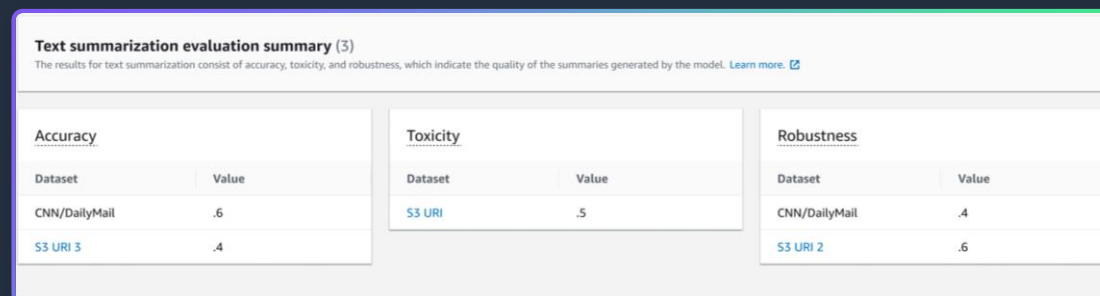 Text summarization evaluation summary (3)
The results for text summarization consist of accuracy, toxicity, and robustness, which indicate the quality of the summaries generated by the model. Learn more.
Accuracy
Dataset Value
CNN/DailyMail .6
S3 URI 3 .4
Toxicity
Dataset Value
S3 URI .5
Robustness
Dataset Value
CNN/DailyMail .4
S3 URI 2 .6